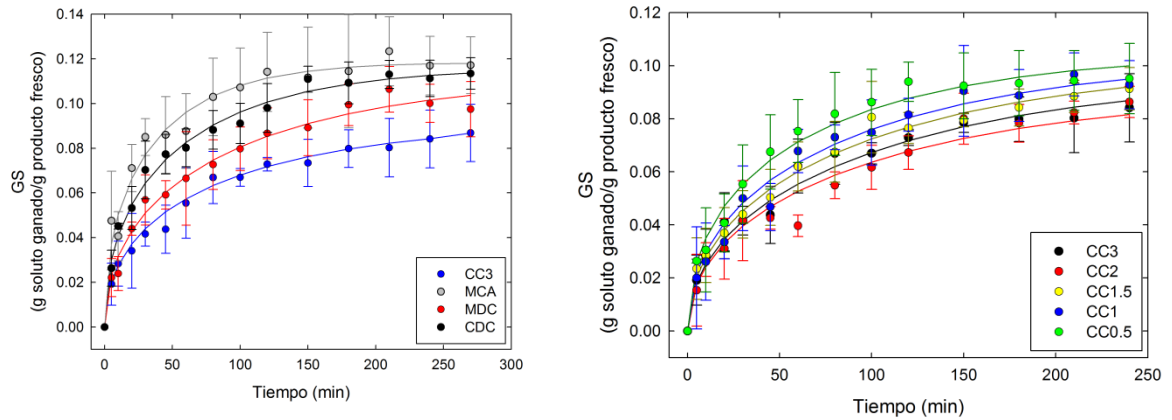 GS
(g soluto ganado/g producto fresco)
0.14
0.12
0.10
0.08
0.06
0.04
0.02
0.00
0 50 100 150 200 250 300
Tiempo (min)
CC3
MCA
MDC
CDC
GS
(g soluto ganado/g producto fresco)
0.12
0.10
0.08
0.06
0.04
0.02
0.00
0 50 100 150 200 250
Tiempo (min)
CC3
CC2
CC1.5
CC1
CC0.5